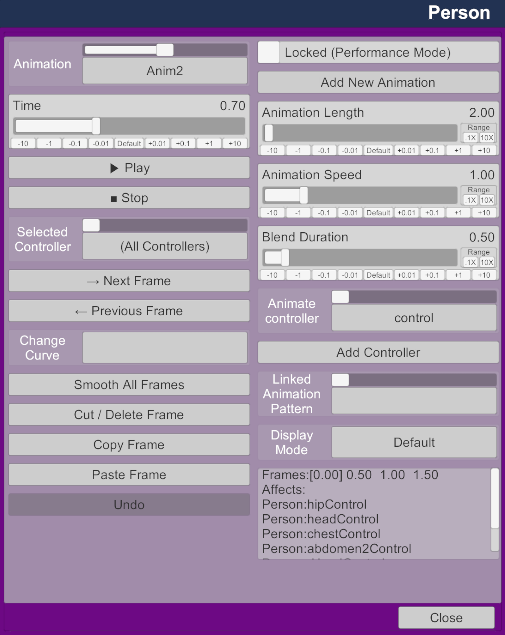 Person
Animation
Anim2
Time 0.70
-10 -1 -0.1 -0.01 Default +0.01 +0.1 +1 +10
▶ Play
■ Stop
Selected
Controller
(All Controllers)
→ Next Frame
← Previous Frame
Change
Curve
Smooth All Frames
Cut / Delete Frame
Copy Frame
Paste Frame
Undo
Locked (Performance Mode)
Add New Animation
Animation Length 2.00
Range
1X 10X
-10 -1 -0.1 -0.01 Default +0.01 +0.1 +1 +10
Animation Speed 1.00
Range
1X 10X
-10 -1 -0.1 -0.01 Default +0.01 +0.1 +1 +10
Blend Duration 0.50
Range
1X 10X
-10 -1 -0.1 -0.01 Default +0.01 +0.1 +1 +10
Animate
controller
control
Add Controller
Linked
Animation
Pattern
Display
Mode
Default
Frames:[0.00] 0.50 1.00 1.50
Affects:
Person:hipControl
Person:headControl
Person:chestControl
Person:abdomen2Control
Close